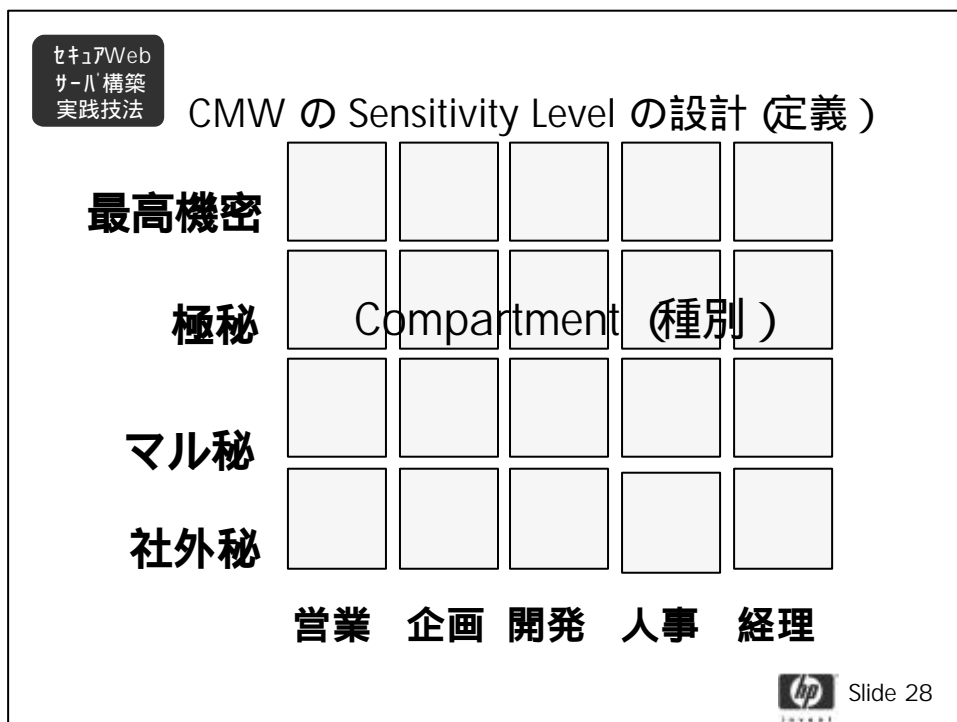 ｾｷｭｱWeb
ｻｰﾊﾞ構築
実践技法
CMW の Sensitivity Level の設計 (定義）
最高機密
極秘
Compartment (種別）
マル秘
社外秘
営業 企画 開発 人事 経理
hp
invent
Slide 28